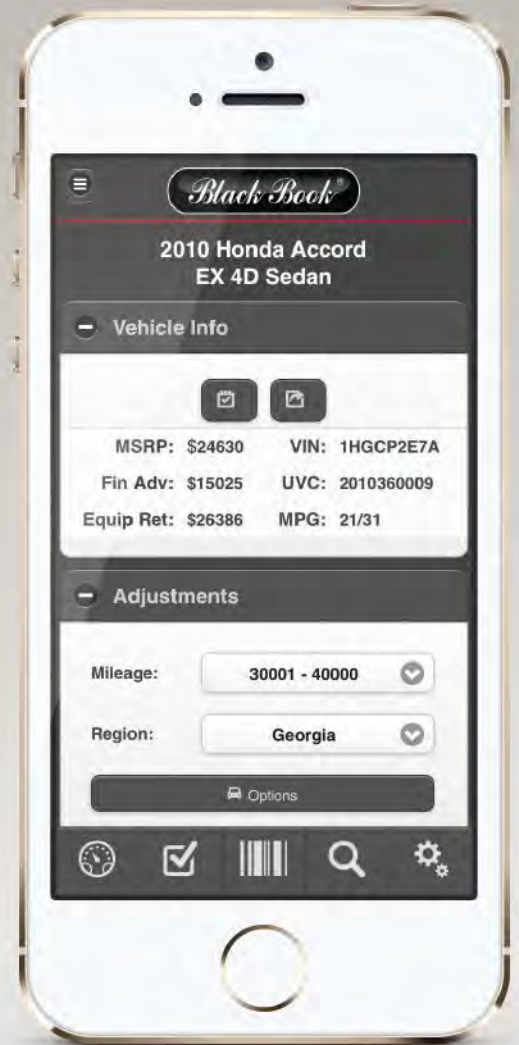 Black Book®
2010 Honda Accord
EX 4D Sedan
Vehicle Info
MSRP: $24630 VIN: 1HGCP2E7A
Fin Adv: $15025 UVC: 2010360009
Equip Ret: $26386 MPG: 21/31
Adjustments
Mileage: 30001 - 40000
Region: Georgia
Options